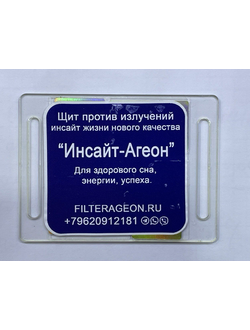 Щит против излучений
инсайт жизни нового качества
“Инсайт-Агеон”
Для здорового сна,
энергии, успеха.
FILTERAGEON.RU
+79620912181